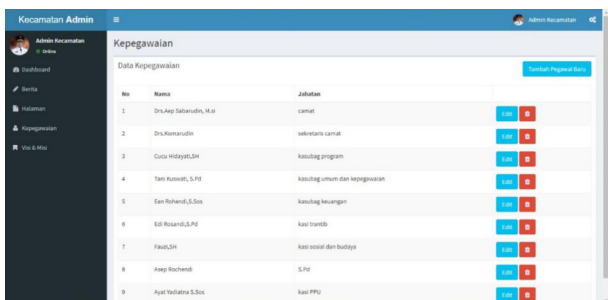 Kecamatan Admin
Admin Kecamatan
Admin Kecamatan
Online
Dashboard
Berita
Halaman
Kepegawaian
Visi & Misi
Kepegawaian
Data Kepegawaian
Tambah Pegawai Baru
No Nama Jabatan
1 Drs.Aep Sabarudin, M.si camat Edit
2 Drs.Komarudin sekretaris camat Edit
3 Cucu Hidayati,SH kasubag program Edit
4 Tani Kuswati, S.Pd kasubag umum dan kepegawaian Edit
5 Een Rohendi,S.Sos kasubag keuangan Edit
6 Edi Rosandi,S.Pd kasi trantib Edit
7 Fauzi,SH kasi sosial dan budaya Edit
8 Asep Rochendi S.Pd Edit
9 Ayat Yadiatna S.Sos kasi PPU Edit